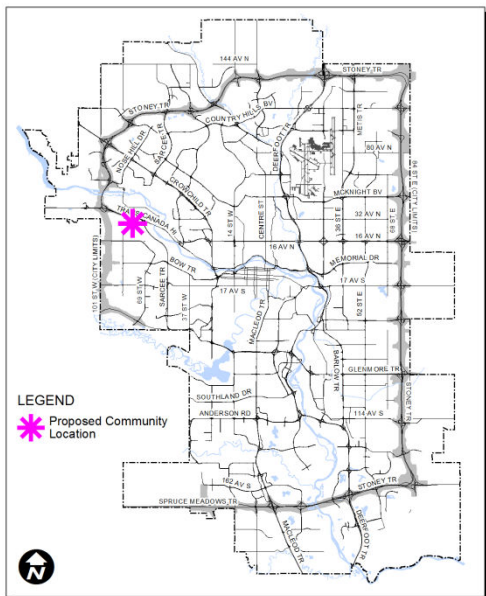 144 AV N
STONEY TR
STONEY TR
COUNTRY HILLS BV
METIS TR
NOSE HILL DR
SARCEE TR
DEERFOOT TR
80 AV N
CROWCHILD TR
84 ST E (CITY LIMITS)
MCKNIGHT BV
TRANS CANADA HI
14 ST W
CENTRE ST
36 ST E
32 AV N
68 ST E
16 AV N
16 AV N
101 ST W (CITY LIMITS)
BOW TR
MEMORIAL DR
69 ST W
SARCEE TR
37 ST W
17 AV S
17 AV S
MACLEOD TR
52 ST E
BARLOW TR
GLENMORE TR
STONEY TR
SOUTHLAND DR
ANDERSON RD
114 AV S
LEGEND
Proposed Community
Location
162 AV S
STONEY TR
SPRUCE MEADOWS TR
MACLEOD TR
DEERFOOT TR
N